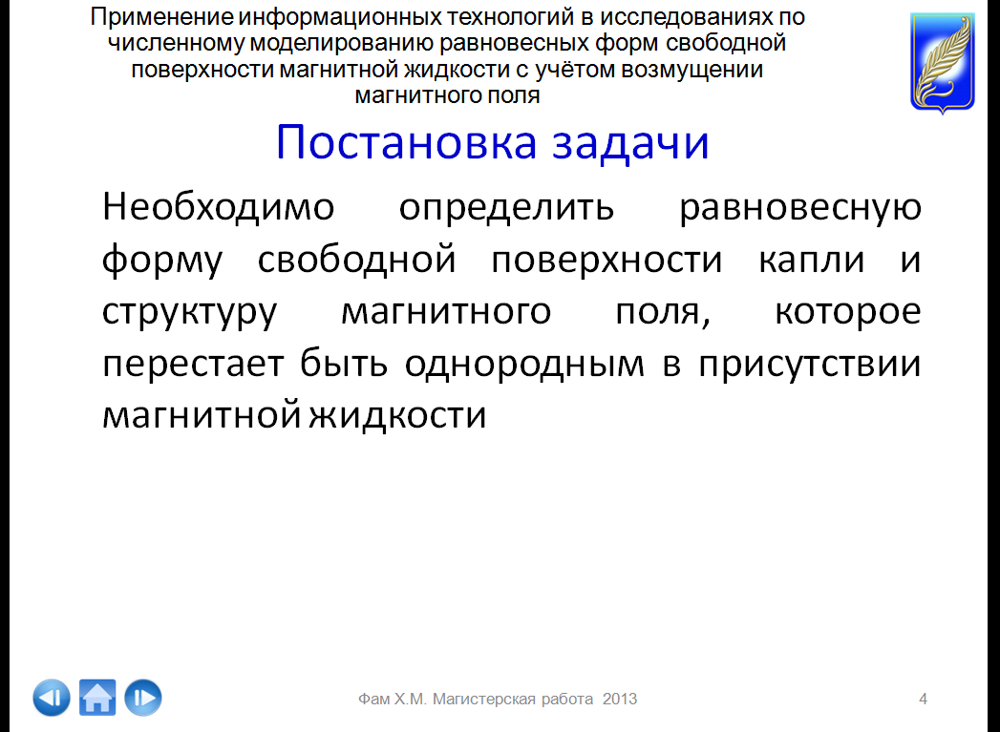 Применение информационных технологий в исследованиях по
численному моделированию равновесных форм свободной
поверхности магнитной жидкости с учётом возмущении
магнитного поля
Постановка задачи
Необходимо определить равновесную
форму свободной поверхности капли и
структуру магнитного поля, которое
перестает быть однородным в присутствии
магнитной жидкости
Фам Х.М. Магистерская работа 2013
4